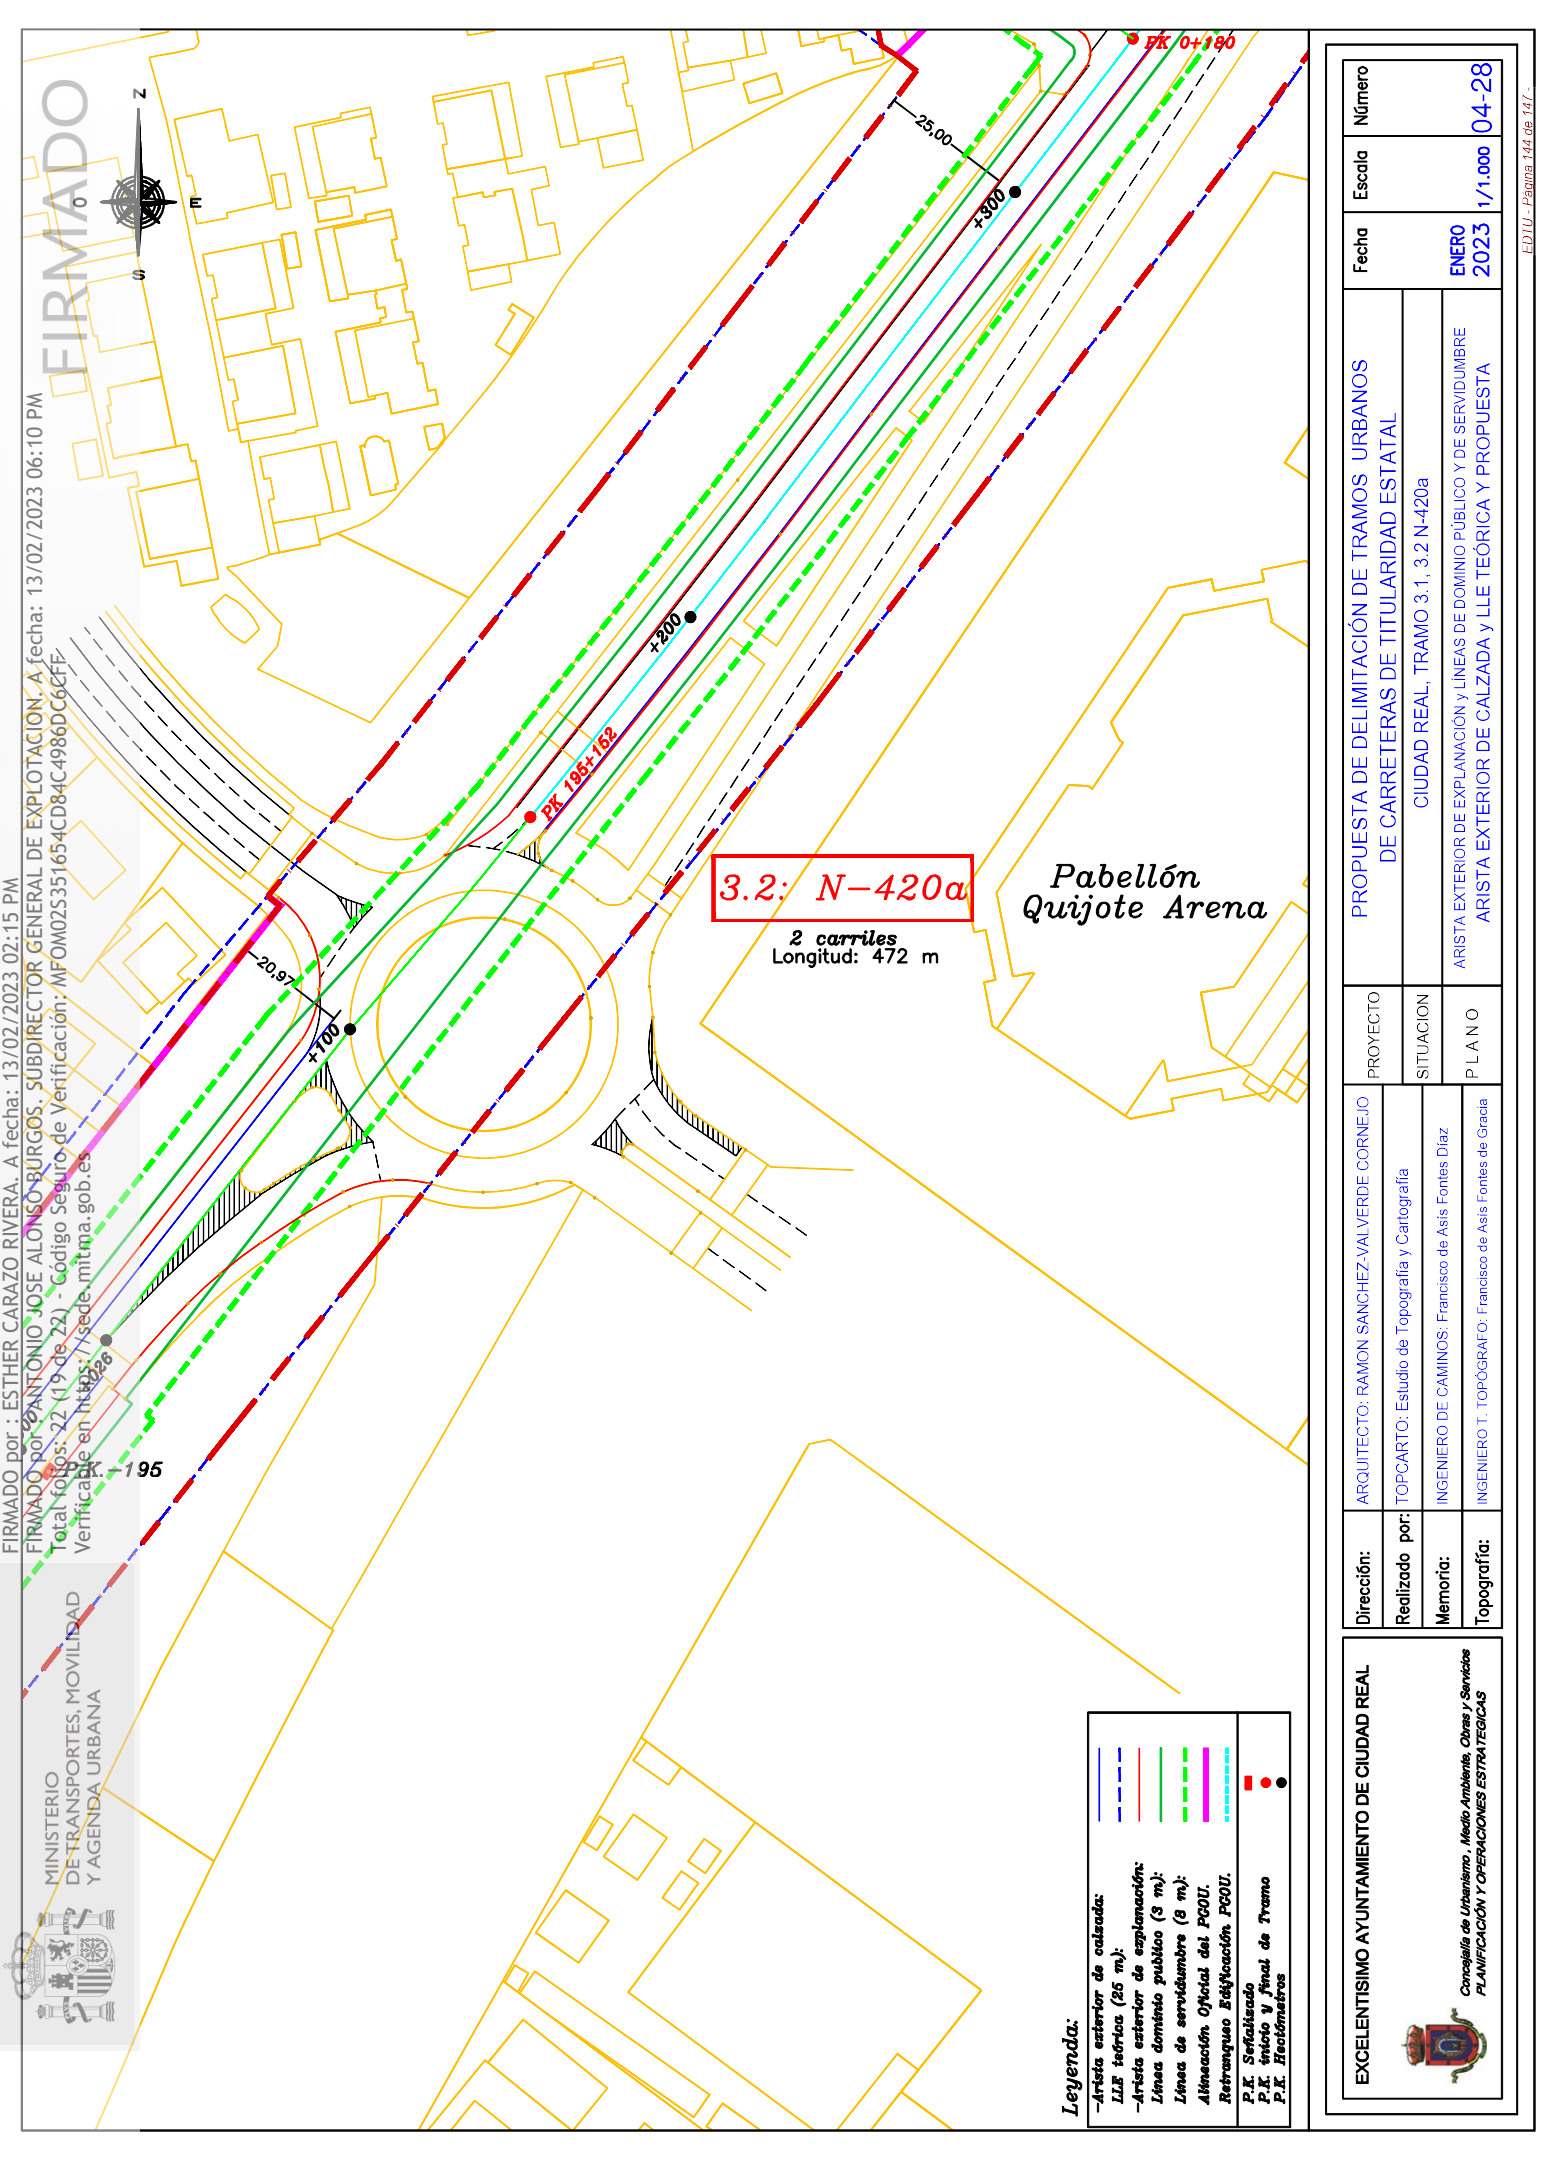 FIRMADO por : ESTHER CARAZO RIVERA. A fecha: 13/02/2023 02:15 PM
FIRMADO por : ANTONIO JOSE ALONSO BURGOS. SUBDIRECTOR GENERAL DE EXPLOTACION. A fecha: 13/02/2023 06:10 PM
Total folios: 22 (19 de 22) - Código Seguro de Verificación: MFOM02S351654CD84C4986DC6CFF
Verificable en https://sede.mitma.gob.es
FIRMADO
MINISTERIO
DE TRANSPORTES, MOVILIDAD
Y AGENDA URBANA
N
O
E
S
PK 0+180
25,00
+300
+200
PK 195+152
20,97
+100
+026
P.K.-195
3.2: N-420a
2 carriles
Longitud: 472 m
Pabellón
Quijote Arena
Leyenda:
-Arista exterior de calzada:
LLE teórica (25 m):
-Arista exterior de explanación:
Línea dominio publico (3 m):
Línea de servidumbre (8 m):
Alineación Oficial del PGOU.
Retranqueo Edificación PGOU.
P.K. Señalizado
P.K. inicio y final de Tramo
P.K. Hectómetros
EXCELENTISIMO AYUNTAMIENTO DE CIUDAD REAL
Concejalía de Urbanismo , Medio Ambiente, Obras y Servicios
PLANIFICACIÓN Y OPERACIONES ESTRATEGICAS
Dirección:
ARQUITECTO: RAMON SANCHEZ-VALVERDE CORNEJO
Realizado por:
TOPCARTO: Estudio de Topografía y Cartografía
Memoria:
INGENIERO DE CAMINOS: Francisco de Asis Fontes Díaz
Topografía:
INGENIERO T. TOPÓGRAFO: Francisco de Asis Fontes de Gracia
PROYECTO
PROPUESTA DE DELIMITACIÓN DE TRAMOS URBANOS
DE CARRETERAS DE TITULARIDAD ESTATAL
SITUACION
CIUDAD REAL, TRAMO 3.1, 3.2 N-420a
PLANO
ARISTA EXTERIOR DE EXPLANACIÓN y LÍNEAS DE DOMINIO PÚBLICO Y DE SERVIDUMBRE
ARISTA EXTERIOR DE CALZADA y LLE TEÓRICA Y PROPUESTA
Fecha
ENERO
2023
Escala
1/1.000
Número
04-28
EDTU - Página 144 de 147 -